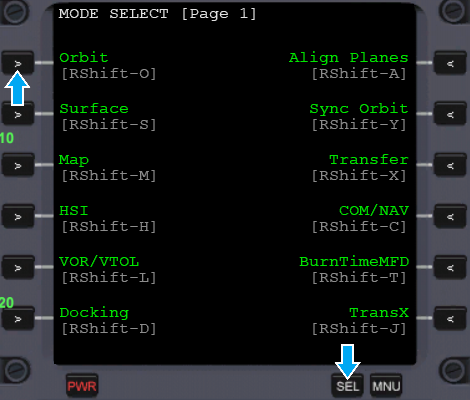 MODE SELECT [Page 1]
Orbit Align Planes
[RShift-O] [RShift-A]
Surface Sync Orbit
[RShift-S] [RShift-Y]
10
Map Transfer
[RShift-M] [RShift-X]
HSI COM/NAV
[RShift-H] [RShift-C]
VOR/VTOL BurnTimeMFD
[RShift-L] [RShift-T]
20
Docking TransX
[RShift-D] [RShift-J]
PWR SEL MNU